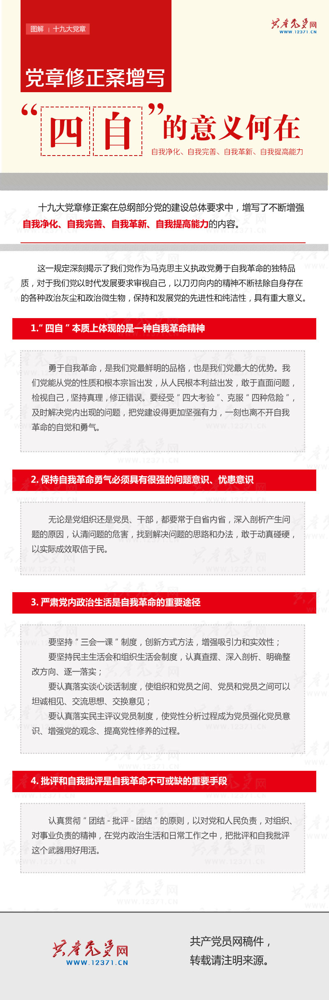 图解 | 十九大党章
共产党员网
WWW.12371.CN
党章修正案增写
“四自”的意义何在
自我净化、自我完善、自我革新、自我提高能力
十九大党章修正案在总纲部分党的建设总体要求中，增写了不断增强
自我净化、自我完善、自我革新、自我提高能力的内容。
这一规定深刻揭示了我们党作为马克思主义执政党勇于自我革命的独特品
质，对于我们党以时代发展要求审视自己，以刀刃向内的精神不断祛除自身存在
的各种政治灰尘和政治微生物，保持和发展党的先进性和纯洁性，具有重大意义。
1.“四自”本质上体现的是一种自我革命精神
勇于自我革命，是我们党最鲜明的品格，也是我们党最大的优势。我
们党能从党的性质和根本宗旨出发，从人民根本利益出发，敢于直面问题，
检视自己，坚持真理，修正错误。要经受“四大考验”、克服“四种危险”，
及时解决党内出现的问题，把党建设得更加坚强有力，一刻也离不开自我
革命的自觉和勇气。
2. 保持自我革命勇气必须具有很强的问题意识、忧患意识
无论是党组织还是党员、干部，都要常于自省内省，深入剖析产生问
题的原因，认清问题的危害，找到解决问题的思路和办法，敢于动真碰硬，
以实际成效取信于民。
3. 严肃党内政治生活是自我革命的重要途径
要坚持“三会一课”制度，创新方式方法，增强吸引力和实效性；
要坚持民主生活会和组织生活会制度，认真查摆、深入剖析、明确整
改方向、逐一落实；
要认真落实谈心谈话制度，使组织和党员之间、党员和党员之间可以
坦诚相见、交流思想、交换意见；
要认真落实民主评议党员制度，使党性分析过程成为党员强化党员意
识、增强党的观念、提高党性修养的过程。
4. 批评和自我批评是自我革命不可或缺的重要手段
认真贯彻“团结－批评－团结”的原则，以对党和人民负责，对组织、
对事业负责的精神，在党内政治生活和日常工作之中，把批评和自我批评
这个武器用好用活。
共产党员网
WWW.12371.CN
共产党员网稿件，
转载请注明来源。